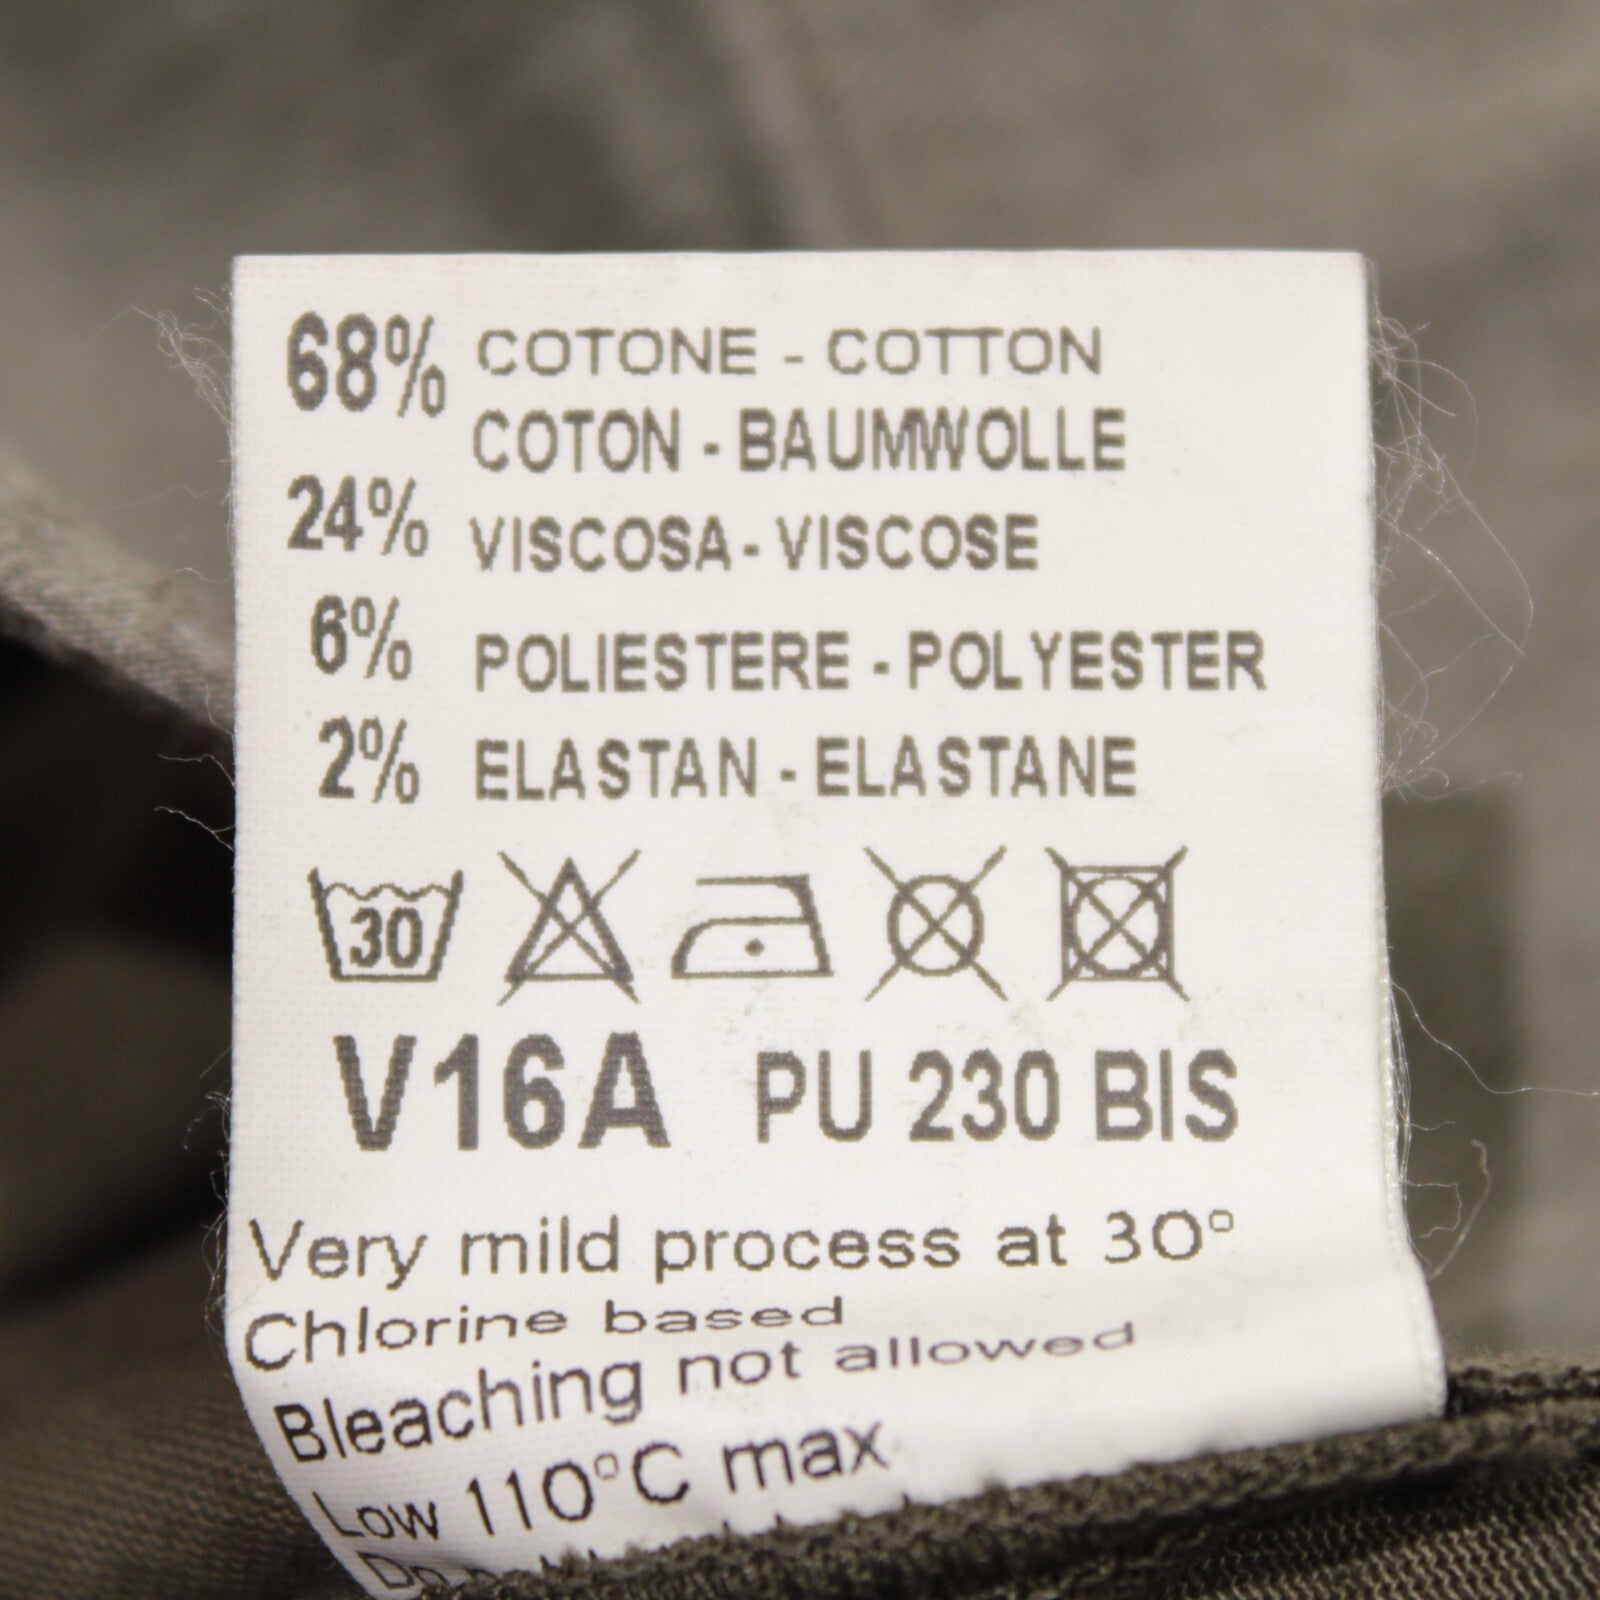 68% COTONE - COTTON
COTON - BAUMWOLLE
24% VISCOSA - VISCOSE
6% POLIESTERE - POLYESTER
2% ELASTAN - ELASTANE
30
V16A PU 230 BIS
Very mild process at 30°
Chlorine based
Bleaching not allowed
Low 110°C max